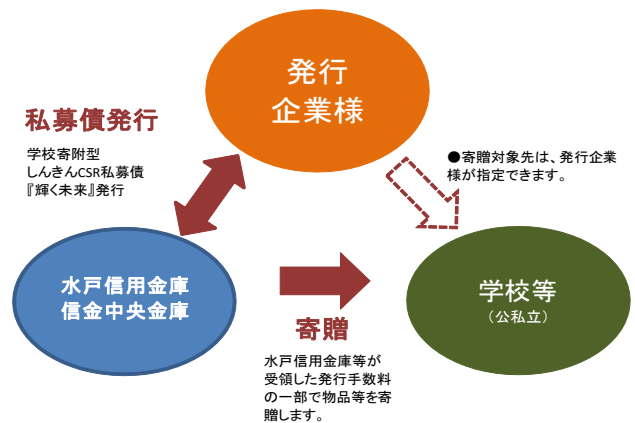 発行
企業様
私募債発行
学校寄附型
しんきんCSR私募債
『輝く未来』発行
●寄贈対象先は、発行企業
様が指定できます。
水戸信用金庫
信金中央金庫
学校等
（公私立）
寄贈
水戸信用金庫等が
受領した発行手数料
の一部で物品等を寄
贈します。